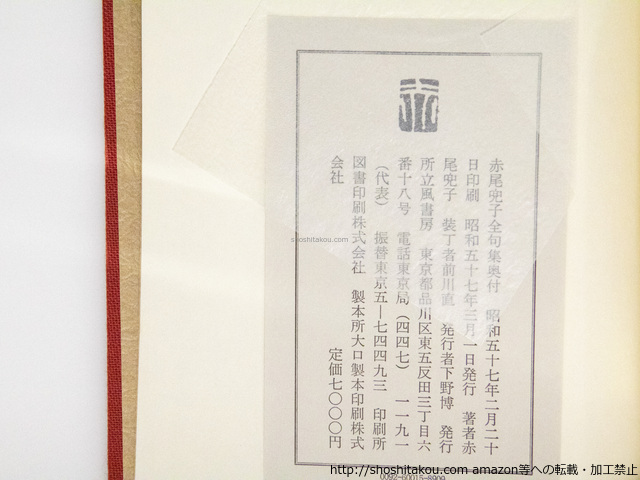 赤尾兜子全句集奥付　昭和五十七年二月二十
日印刷　昭和五十七年三月一日発行　著者赤
尾兜子　装丁者前川直　発行者下野博　発行
所立風書房　東京都品川区東五反田三丁目六
番十八号　電話東京局(四四七)　一一九一
(代表)　振替東京五―七四四九三　印刷所
図書印刷株式会社　製本所大口製本印刷株式
会社　定価七〇〇〇円
shoshitakou.com
0092-60015-8909
http://shoshitakou.com amazon等への転載・加工禁止